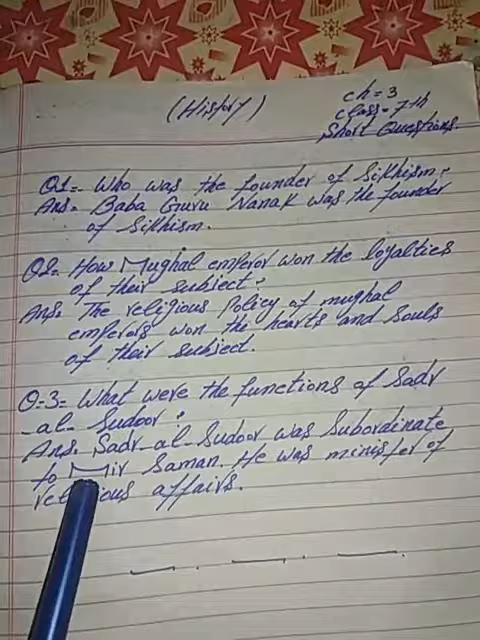 (History)
ch = 3
class = 7th
Short Questions.
Q1= Who was the founder of Sikhism?
Ans. Baba Guru Nanak was the founder
of Sikhism.
Q2= How Mughal emperor won the loyalties
of their subject?
Ans. The religious Policy of mughal
emperors won the hearts and Souls
of their subject.
Q=3= What were the functions of Sadr
-al- Sudoor?
Ans. Sadr-al-Sudoor was Subordinate
to Mir Saman. He was minister of
affairs.